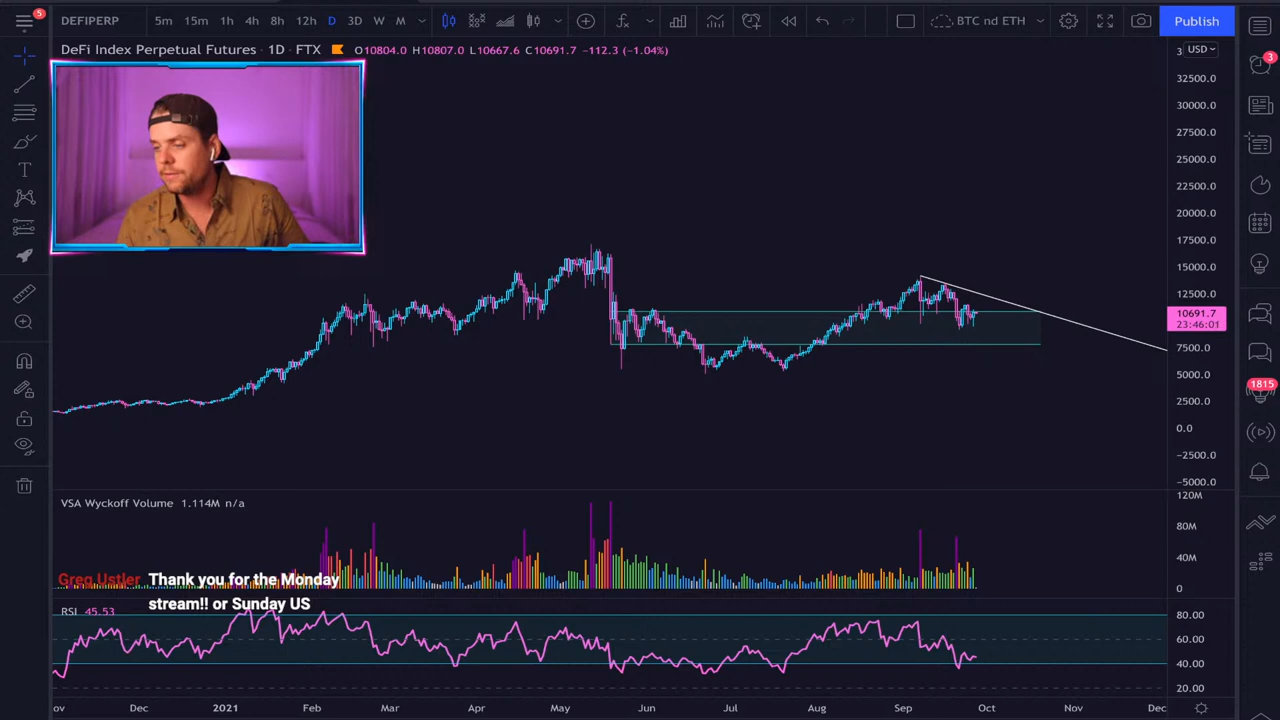 5
DEFIPERP 5m 15m 1h 4h 8h 12h D 3D W M BTC nd ETH Publish
DeFi Index Perpetual Futures · 1D · FTX O10804.0 H10807.0 L10667.6 C10691.7 −112.3 (−1.04%)
USD
3
32500.0
30000.0
27500.0
25000.0
22500.0
20000.0
17500.0
15000.0
12500.0
10691.7
23:46:01
7500.0
5000.0
2500.0
0.0
−2500.0
−5000.0
1815
VSA Wyckoff Volume 1.114M n/a
120M
80M
40M
0
Greg Ustler Thank you for the Monday
stream!! or Sunday US
RSI 45.53
80.00
60.00
40.00
20.00
ov Dec 2021 Feb Mar Apr May Jun Jul Aug Sep Oct Nov Dec